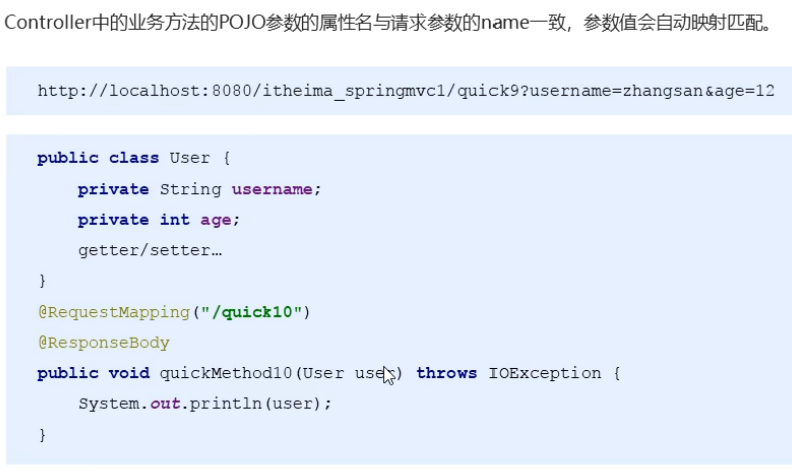 Controller中的业务方法的POJO参数的属性名与请求参数的name一致，参数值会自动映射匹配。
http://localhost:8080/itheima_springmvc1/quick9?username=zhangsan&age=12
public class User {
    private String username;
    private int age;
    getter/setter…
}
@RequestMapping("/quick10")
@ResponseBody
public void quickMethod10(User user) throws IOException {
    System.out.println(user);
}